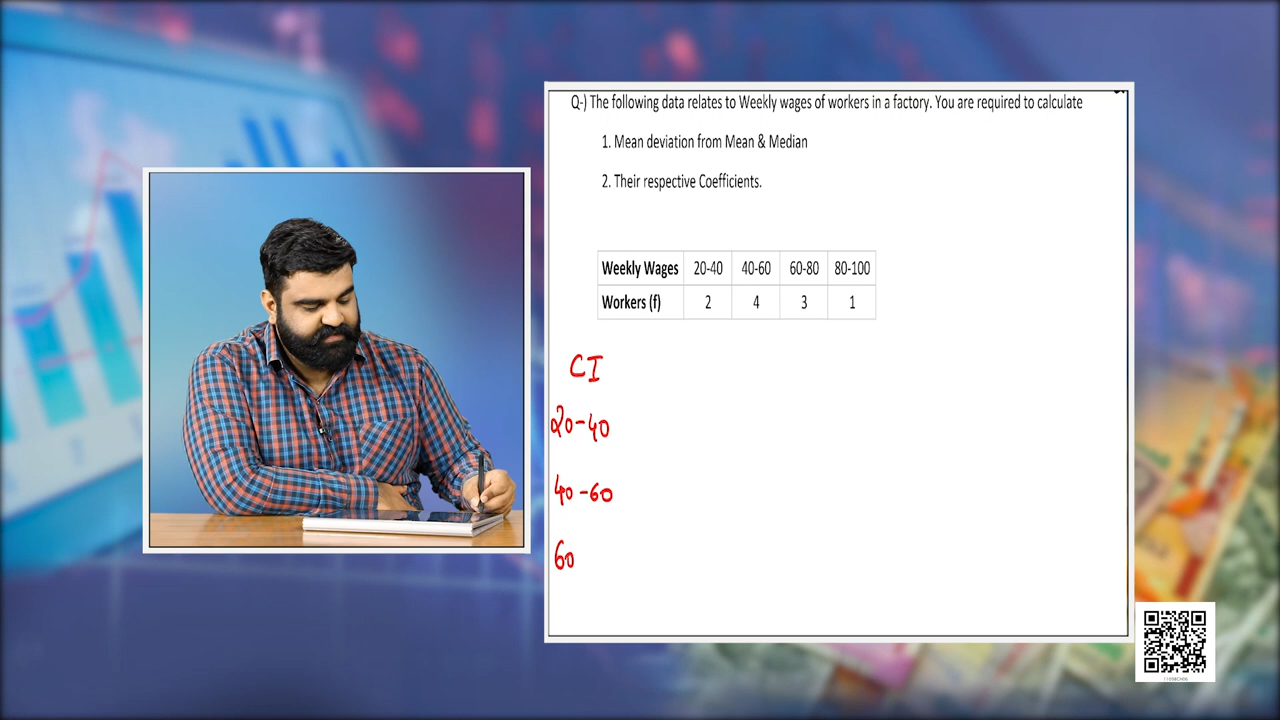 Q-) The following data relates to Weekly wages of workers in a factory. You are required to calculate
1. Mean deviation from Mean & Median
2. Their respective Coefficients.
Weekly Wages 20-40 40-60 60-80 80-100
Workers (f) 2 4 3 1
CI
20-40
40-60
60